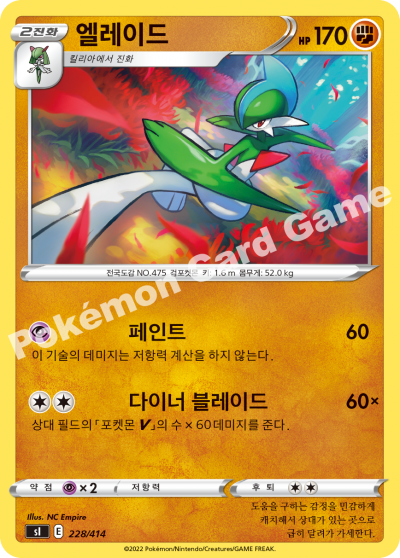 2진화
엘레이드
HP 170
킬리아에서 진화
전국도감 NO.475 검포켓몬 키: 1.6 m 몸무게: 52.0 kg
Pokémon Card Game
페인트 60
이 기술의 데미지는 저항력 계산을 하지 않는다.
다이너 블레이드 60×
상대 필드의 「포켓몬 V」의 수 × 60데미지를 준다.
약점 ×2 저항력 후퇴
Illus. NC Empire
sI E 228/414
도움을 구하는 감정을 민감하게
캐치해서 상대가 있는 곳으로
급히 달려가 가세한다.
©2022 Pokémon/Nintendo/Creatures/GAME FREAK.